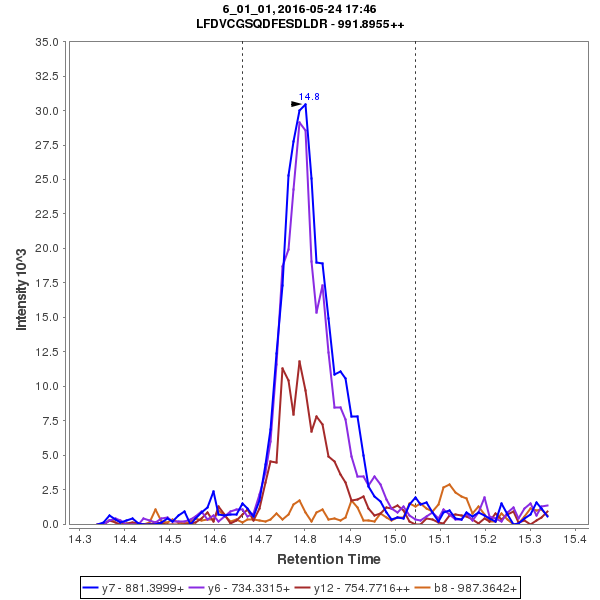 6_01_01, 2016-05-24 17:46
LFDVCGSQDFESDLDR - 991.8955++
35.0
32.5
30.0
27.5
25.0
22.5
20.0
17.5
15.0
12.5
10.0
7.5
5.0
2.5
0.0
Intensity 10^3
14.8
14.3 14.4 14.5 14.6 14.7 14.8 14.9 15.0 15.1 15.2 15.3 15.4
Retention Time
y7 - 881.3999+ y6 - 734.3315+ y12 - 754.7716++ b8 - 987.3642+